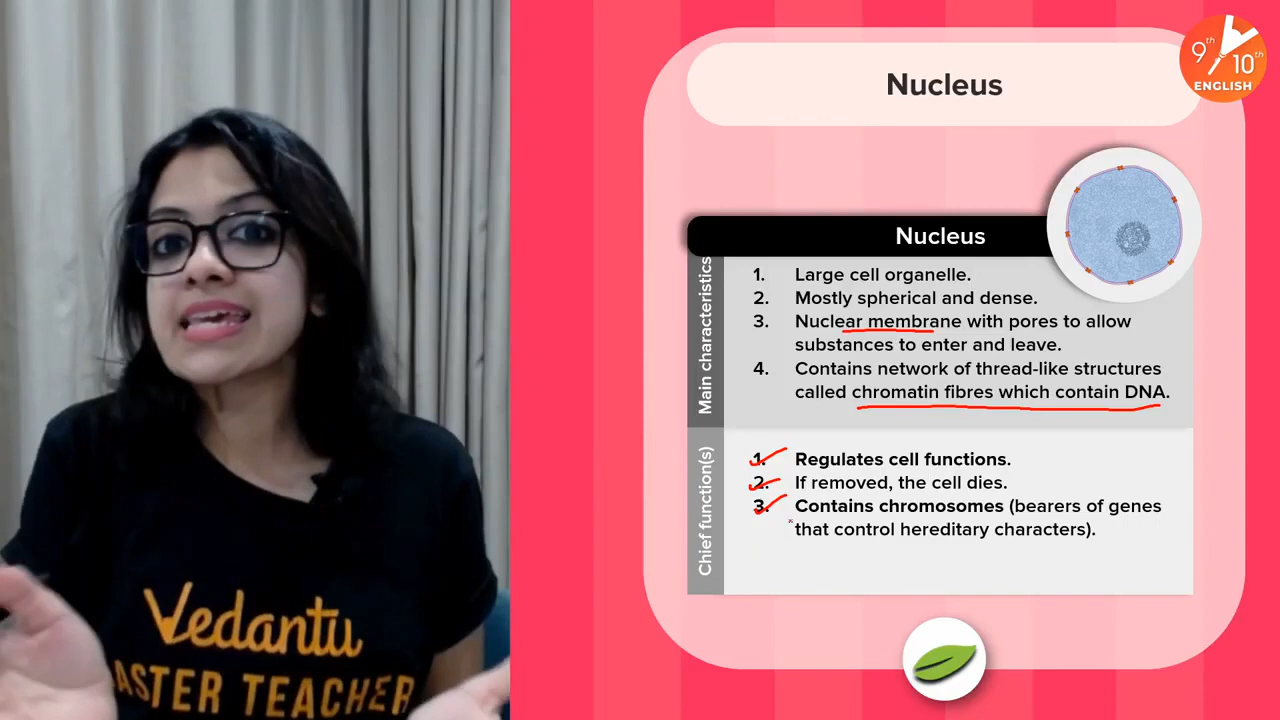 Nucleus
9th
10th
ENGLISH
Nucleus
Main characteristics
1. Large cell organelle.
2. Mostly spherical and dense.
3. Nuclear membrane with pores to allow
substances to enter and leave.
4. Contains network of thread-like structures
called chromatin fibres which contain DNA.
Chief function(s)
1. Regulates cell functions.
2. If removed, the cell dies.
3. Contains chromosomes (bearers of genes
that control hereditary characters).
Vedantu
ASTER TEACHER